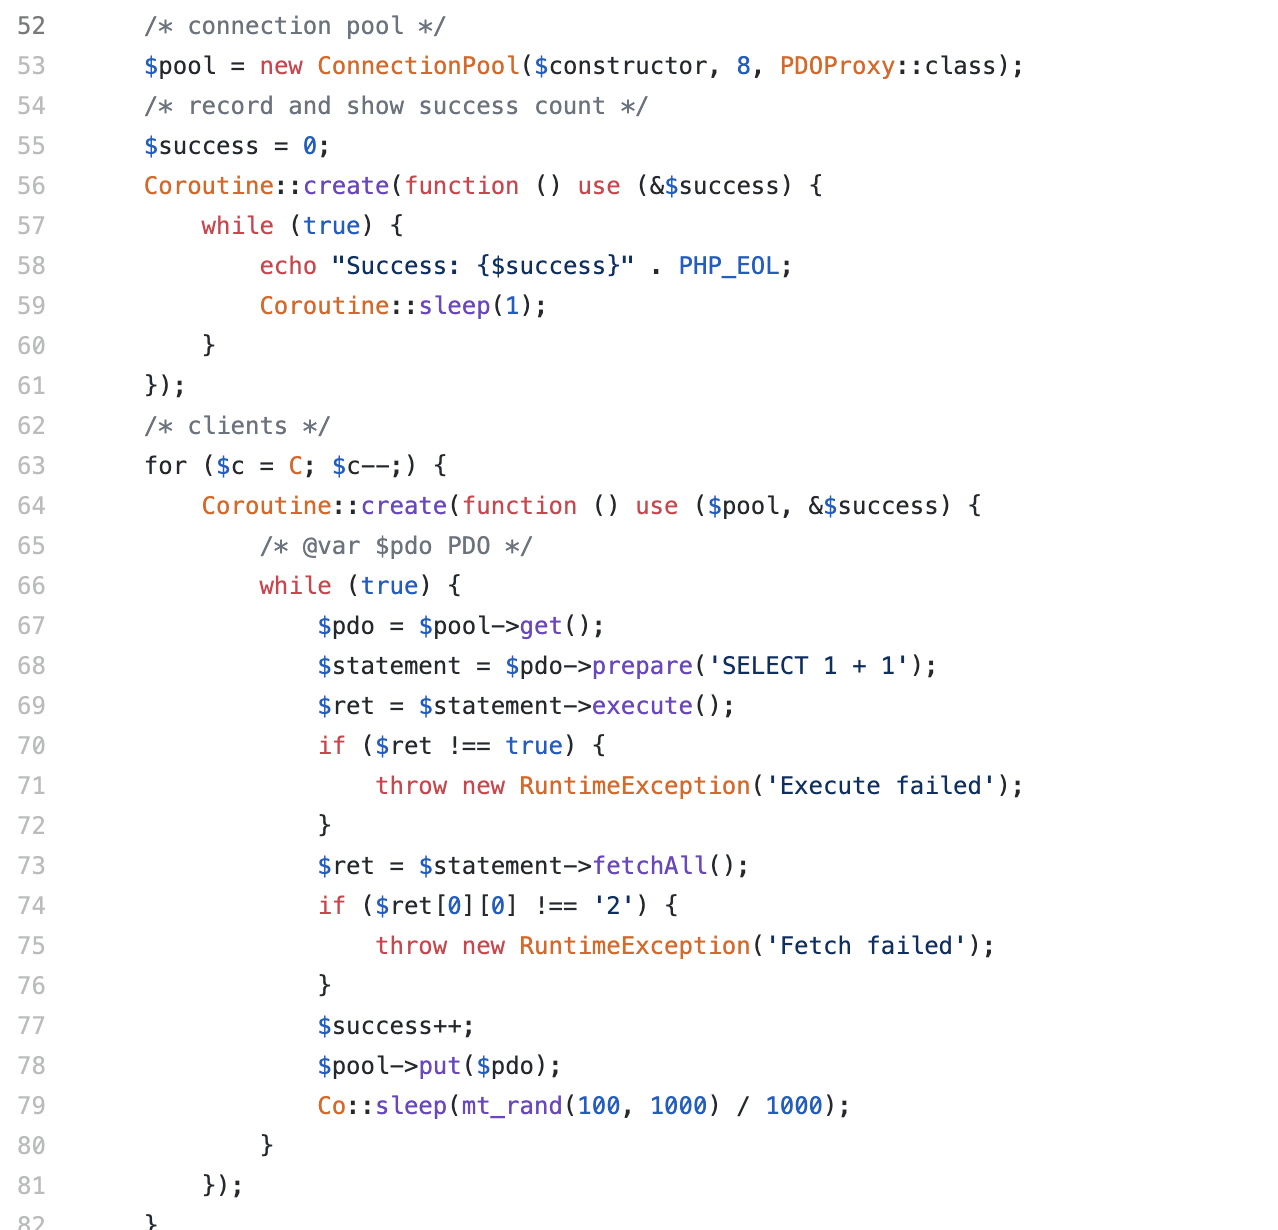 52 /* connection pool */
53 $pool = new ConnectionPool($constructor, 8, PDOProxy::class);
54 /* record and show success count */
55 $success = 0;
56 Coroutine::create(function () use (&$success) {
57 while (true) {
58 echo "Success: {$success}" . PHP_EOL;
59 Coroutine::sleep(1);
60 }
61 });
62 /* clients */
63 for ($c = C; $c--;) {
64 Coroutine::create(function () use ($pool, &$success) {
65 /* @var $pdo PDO */
66 while (true) {
67 $pdo = $pool->get();
68 $statement = $pdo->prepare('SELECT 1 + 1');
69 $ret = $statement->execute();
70 if ($ret !== true) {
71 throw new RuntimeException('Execute failed');
72 }
73 $ret = $statement->fetchAll();
74 if ($ret[0][0] !== '2') {
75 throw new RuntimeException('Fetch failed');
76 }
77 $success++;
78 $pool->put($pdo);
79 Co::sleep(mt_rand(100, 1000) / 1000);
80 }
81 });
82 }